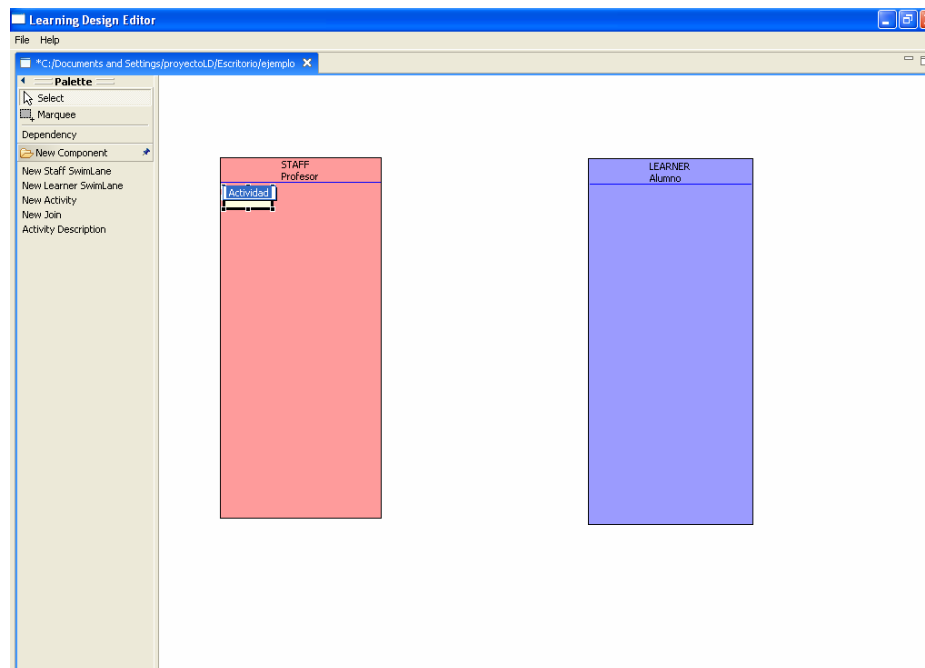 Learning Design Editor
File Help
*C:/Documents and Settings/proyectoLD/Escritorio/ejemplo
Palette
Select
Marquee
Dependency
New Component
New Staff SwimLane
New Learner SwimLane
New Activity
New Join
Activity Description
STAFF
Profesor
Actividad
LEARNER
Alumno